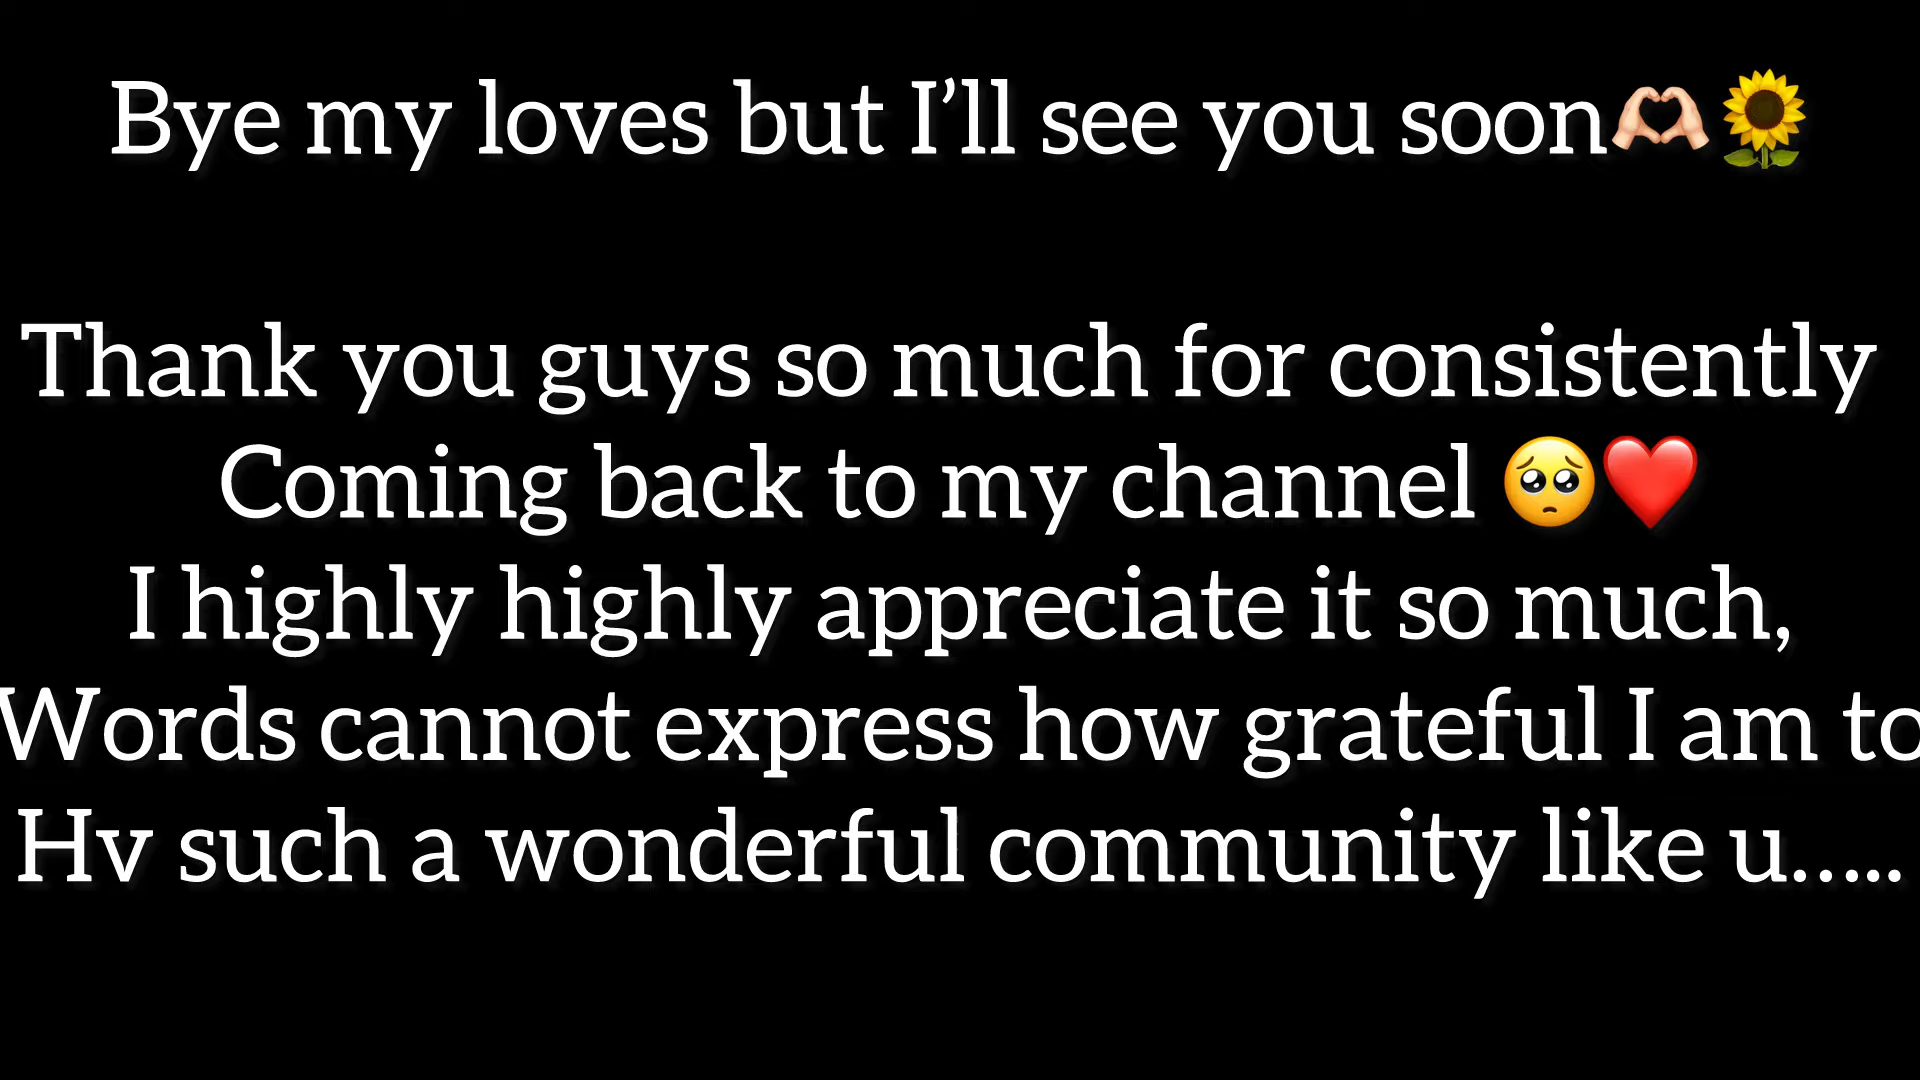 Bye my loves but I’ll see you soon🫶🏻🌻
Thank you guys so much for consistently
Coming back to my channel 🥺❤️
I highly highly appreciate it so much,
Words cannot express how grateful I am to
Hv such a wonderful community like u.....